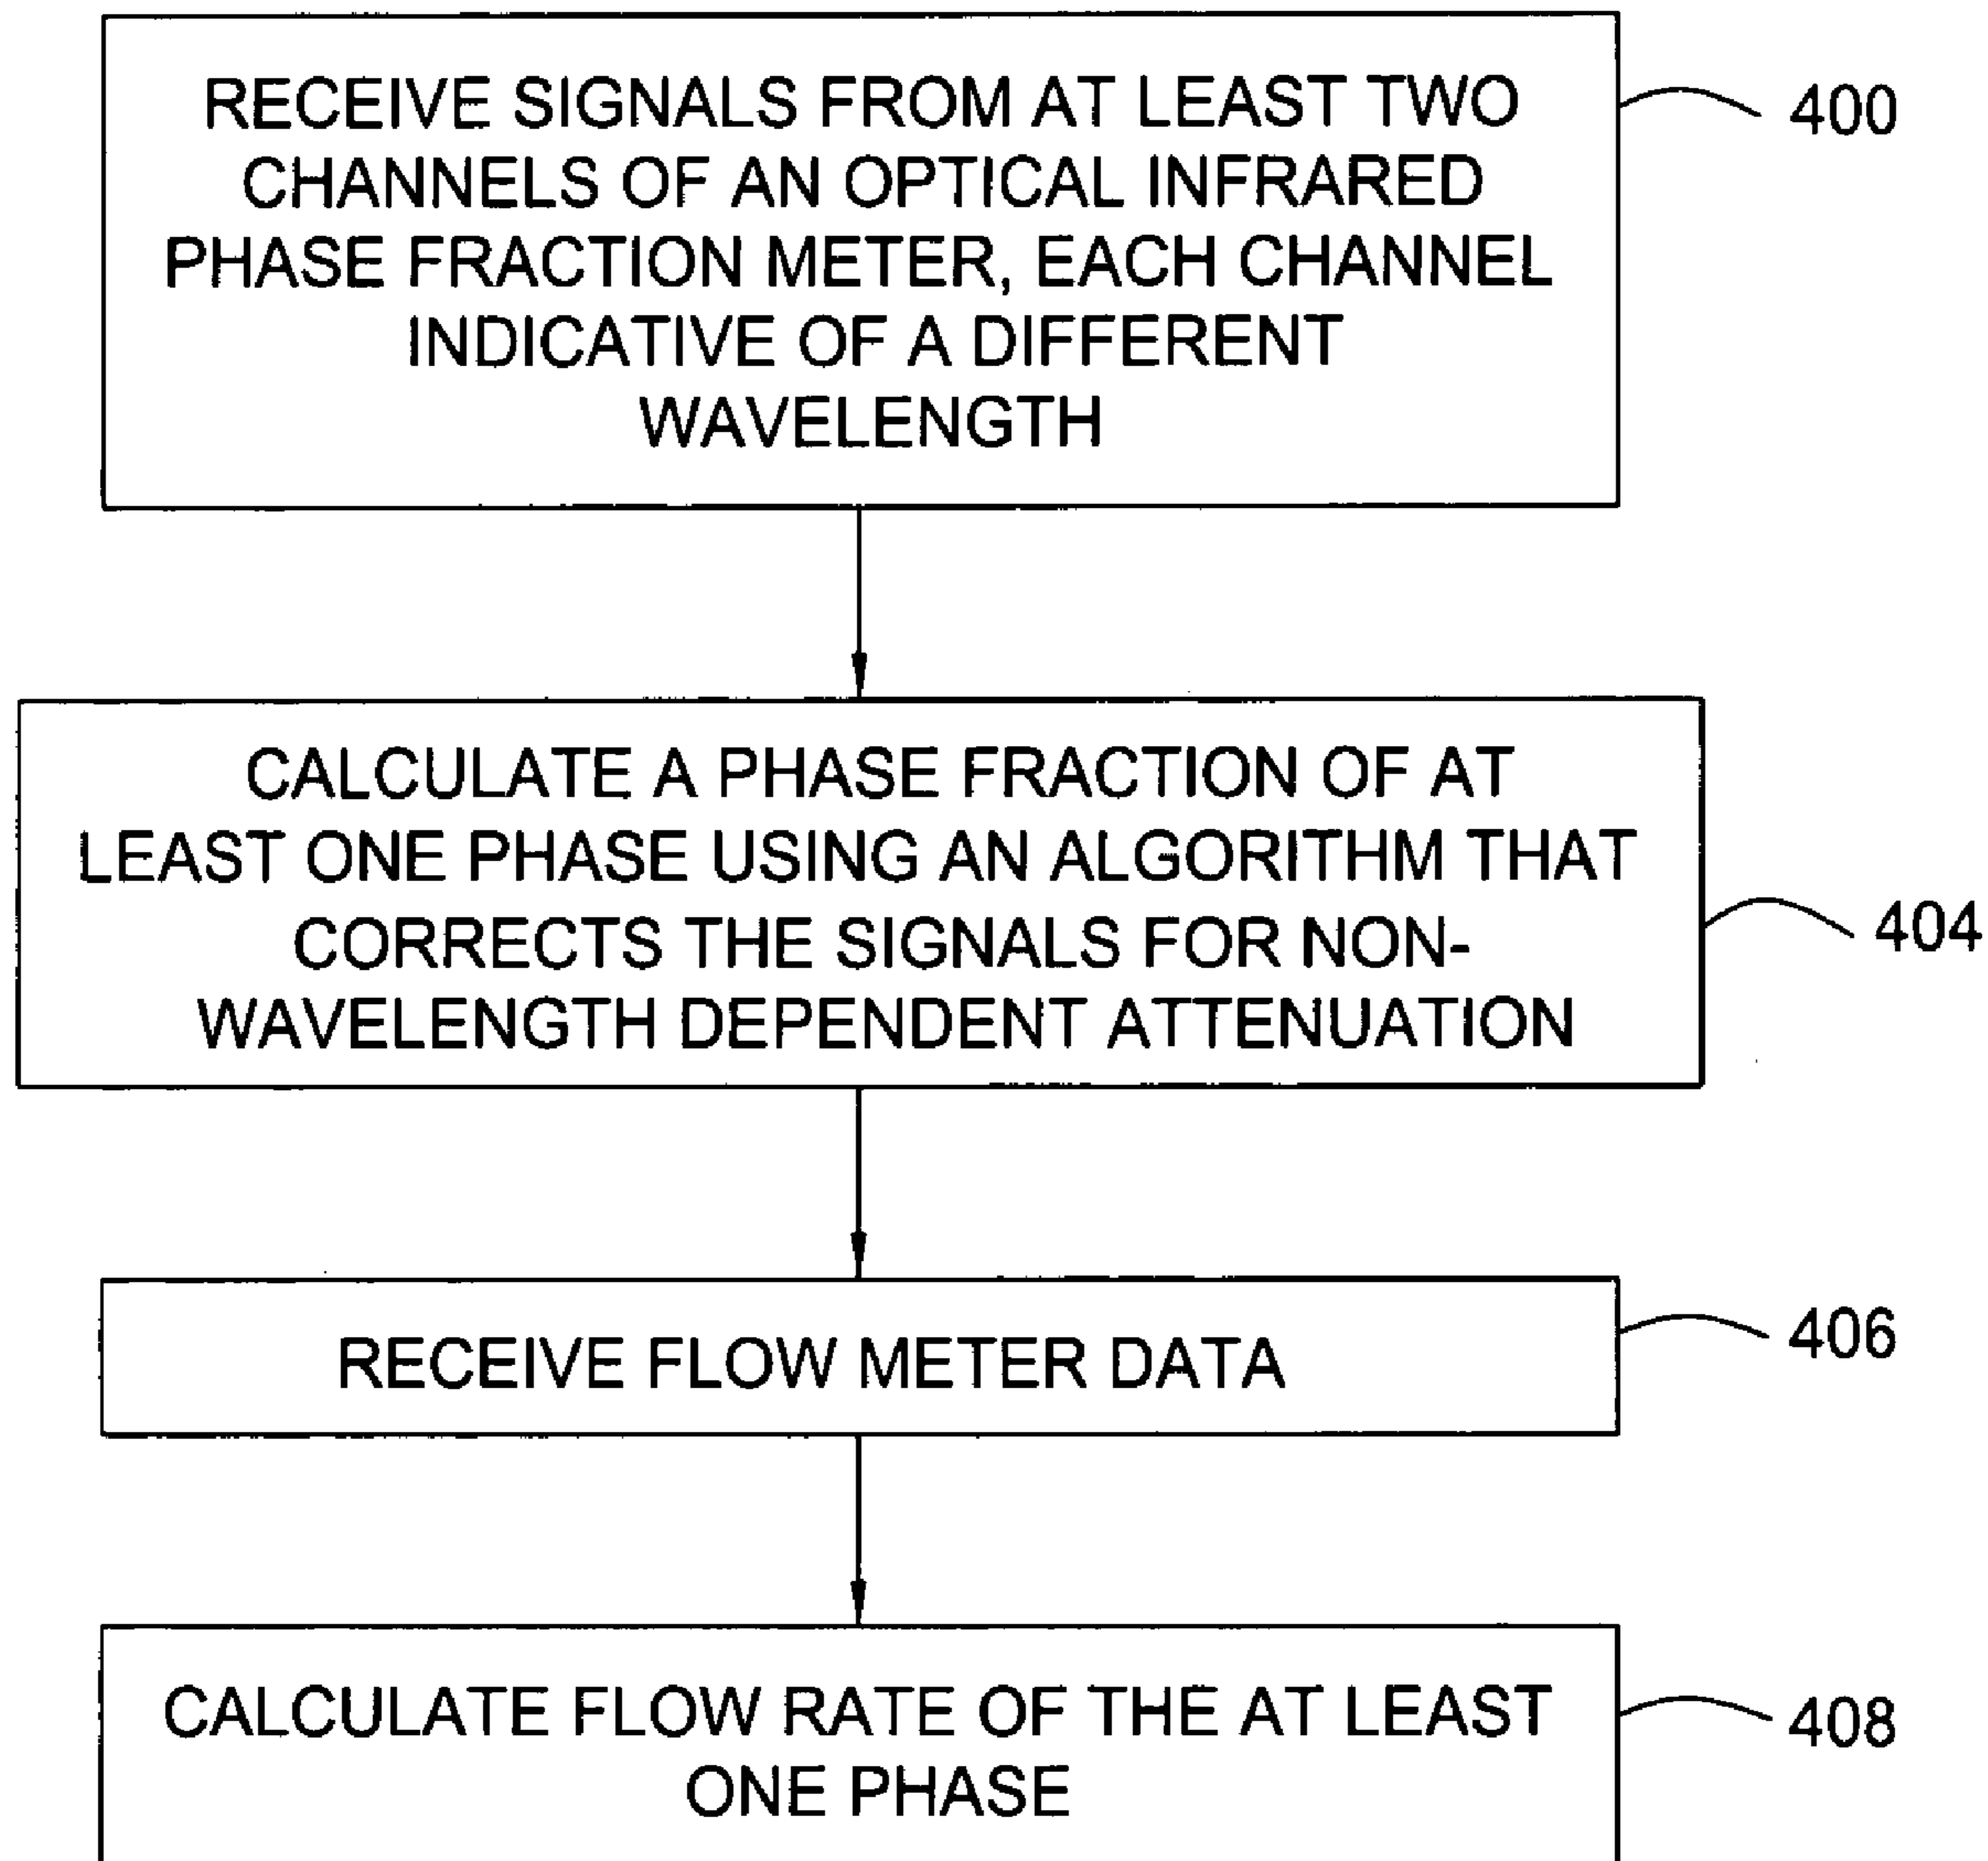 RECEIVE SIGNALS FROM AT LEAST TWO
CHANNELS OF AN OPTICAL INFRARED
PHASE FRACTION METER, EACH CHANNEL
INDICATIVE OF A DIFFERENT
WAVELENGTH
400
CALCULATE A PHASE FRACTION OF AT
LEAST ONE PHASE USING AN ALGORITHM THAT
CORRECTS THE SIGNALS FOR NON-
WAVELENGTH DEPENDENT ATTENUATION
404
RECEIVE FLOW METER DATA
406
CALCULATE FLOW RATE OF THE AT LEAST
ONE PHASE
408